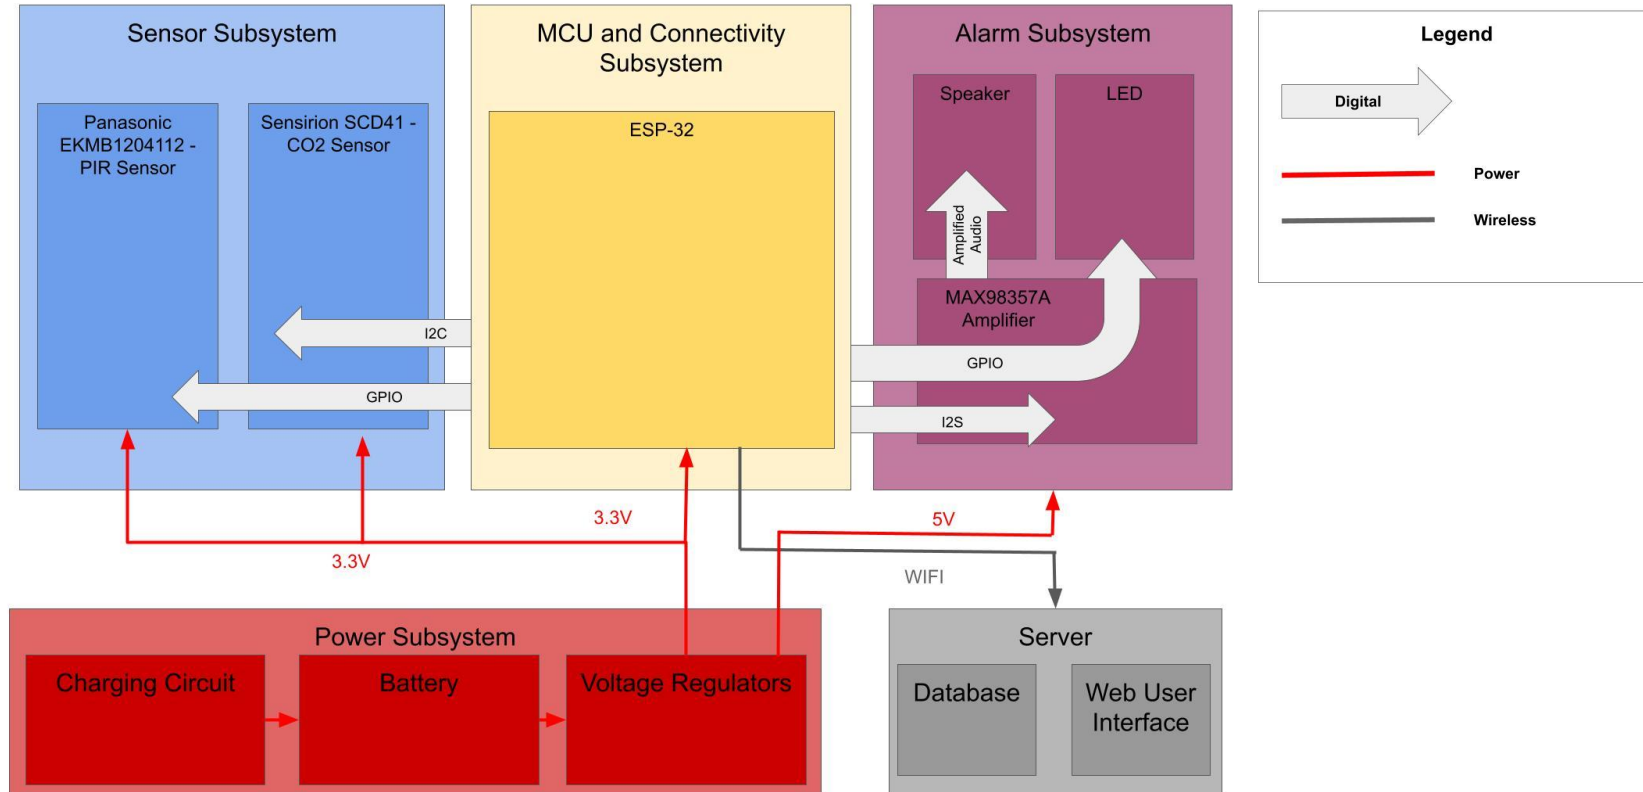 Sensor Subsystem
Panasonic
EKMB1204112 -
PIR Sensor
Sensirion SCD41 -
CO2 Sensor
I2C
GPIO
MCU and Connectivity
Subsystem
ESP-32
Alarm Subsystem
Speaker
LED
Amplified
Audio
MAX98357A
Amplifier
GPIO
I2S
Legend
Digital
Power
Wireless
3.3V
3.3V
5V
WIFI
Power Subsystem
Charging Circuit
Battery
Voltage Regulators
Server
Database
Web User
Interface